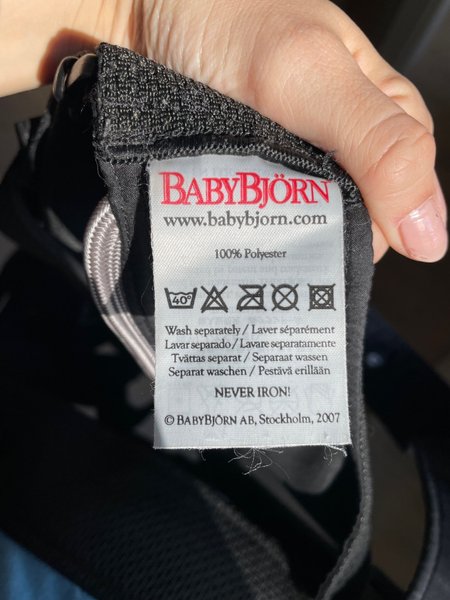 BABYBJÖRN
www.babybjorn.com
100% Polyester
40°
Wash separately / Laver séparément
Lavar separado / Lavare separatamente
Tvättas separat / Separaat wassen
Separat waschen / Pestävä erillään
NEVER IRON!
© BABYBJÖRN AB, Stockholm, 2007